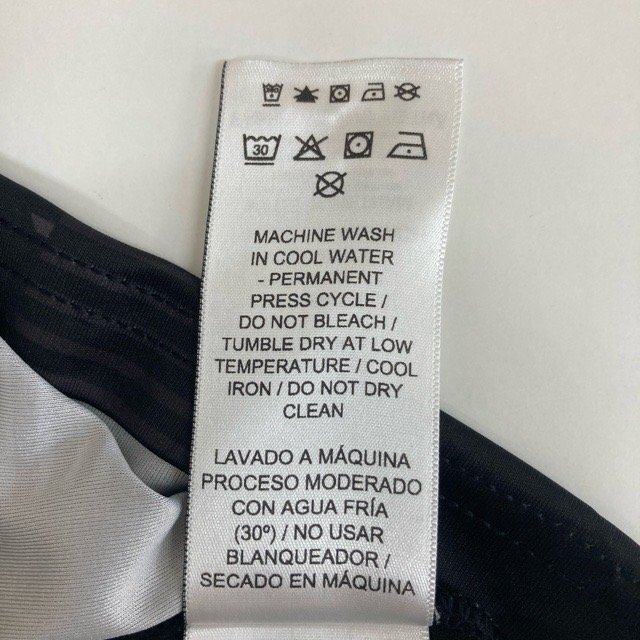 30
MACHINE WASH
IN COOL WATER
- PERMANENT
PRESS CYCLE /
DO NOT BLEACH /
TUMBLE DRY AT LOW
TEMPERATURE / COOL
IRON / DO NOT DRY
CLEAN
LAVADO A MÁQUINA
PROCESO MODERADO
CON AGUA FRÍA
(30º) / NO USAR
BLANQUEADOR /
SECADO EN MÁQUINA